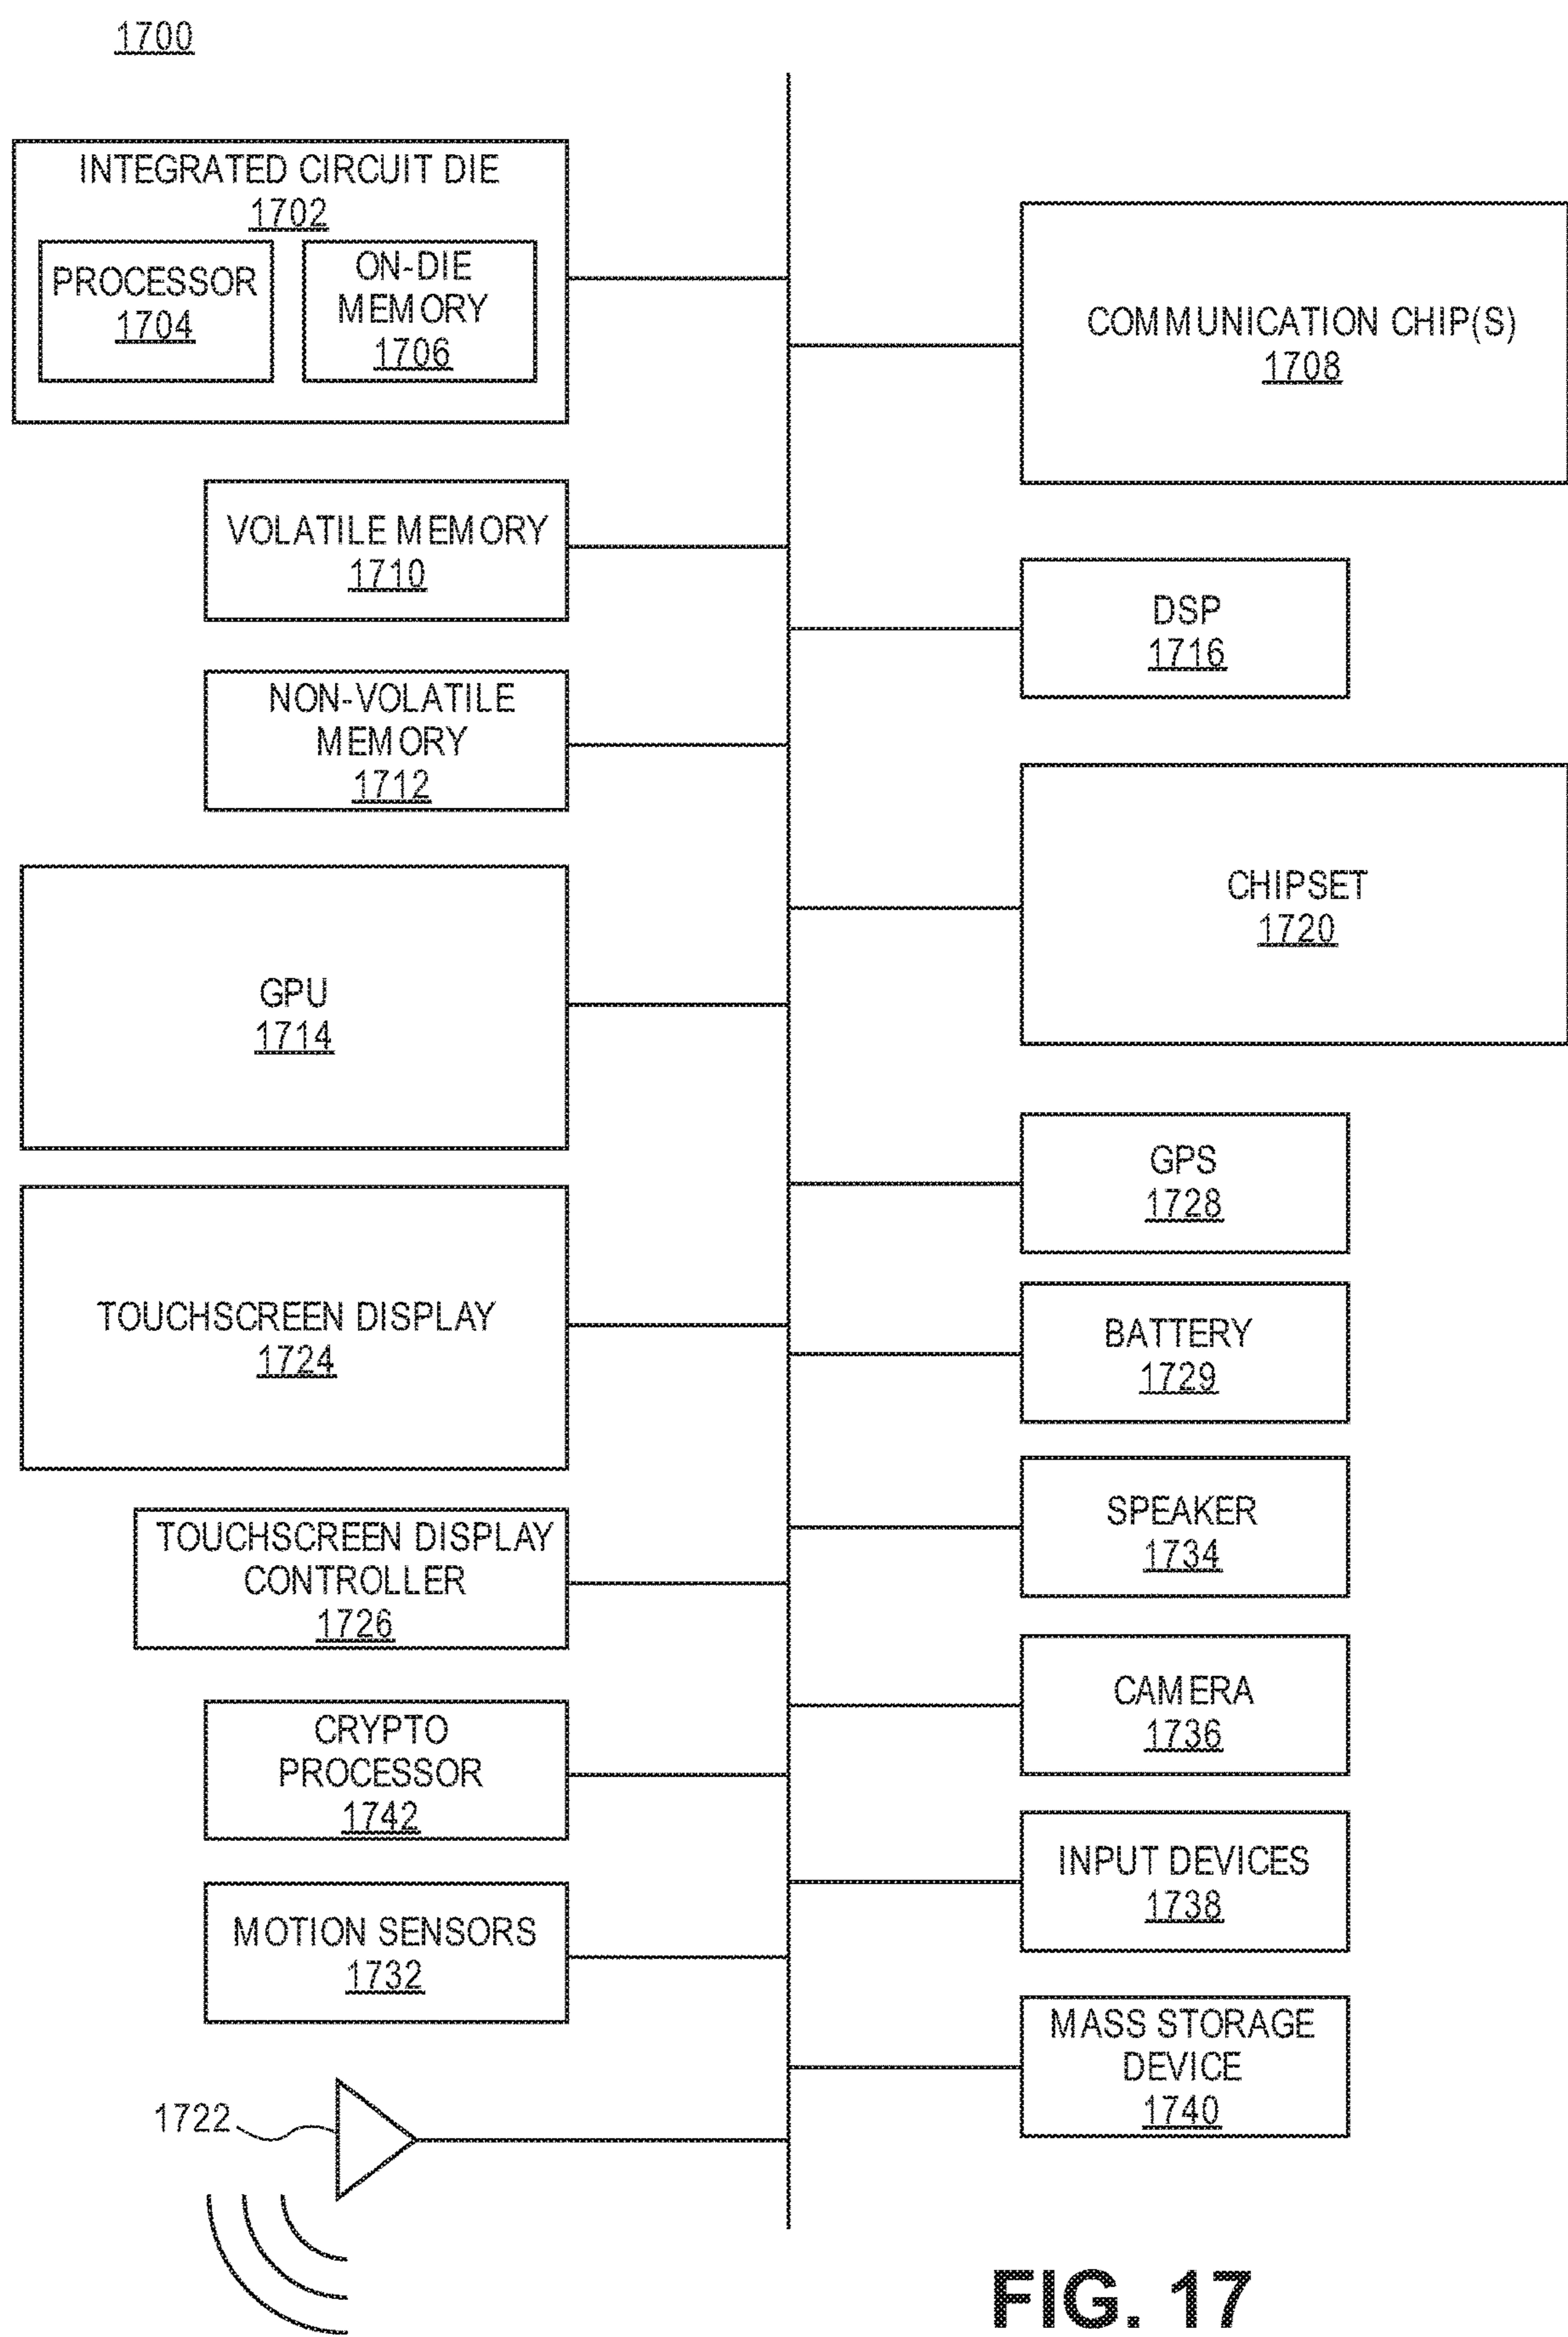 1700
INTEGRATED CIRCUIT DIE
1702
PROCESSOR
1704
ON-DIE
MEMORY
1706
COMMUNICATION CHIP(S)
1708
VOLATILE MEMORY
1710
DSP
1716
NON-VOLATILE
MEMORY
1712
CHIPSET
1720
GPU
1714
GPS
1728
TOUCHSCREEN DISPLAY
1724
BATTERY
1729
SPEAKER
1734
TOUCHSCREEN DISPLAY
CONTROLLER
1726
CAMERA
1736
CRYPTO
PROCESSOR
1742
INPUT DEVICES
1738
MOTION SENSORS
1732
MASS STORAGE
DEVICE
1740
1722
FIG. 17